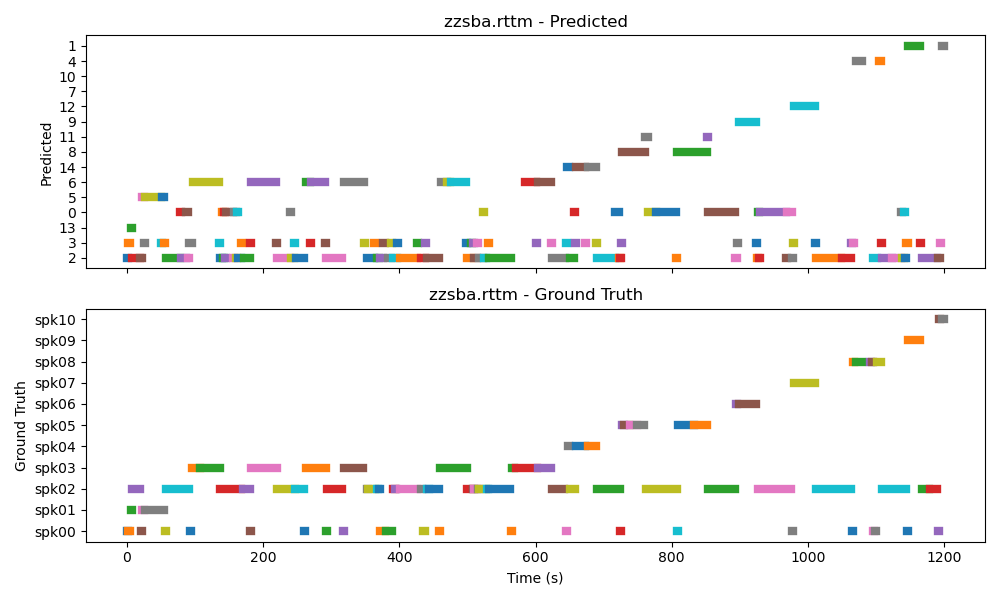 zzsba.rttm - Predicted
Predicted
1
4
10
7
12
9
11
8
14
6
5
0
13
3
2
zzsba.rttm - Ground Truth
Ground Truth
spk10
spk09
spk08
spk07
spk06
spk05
spk04
spk03
spk02
spk01
spk00
0 200 400 600 800 1000 1200
Time (s)